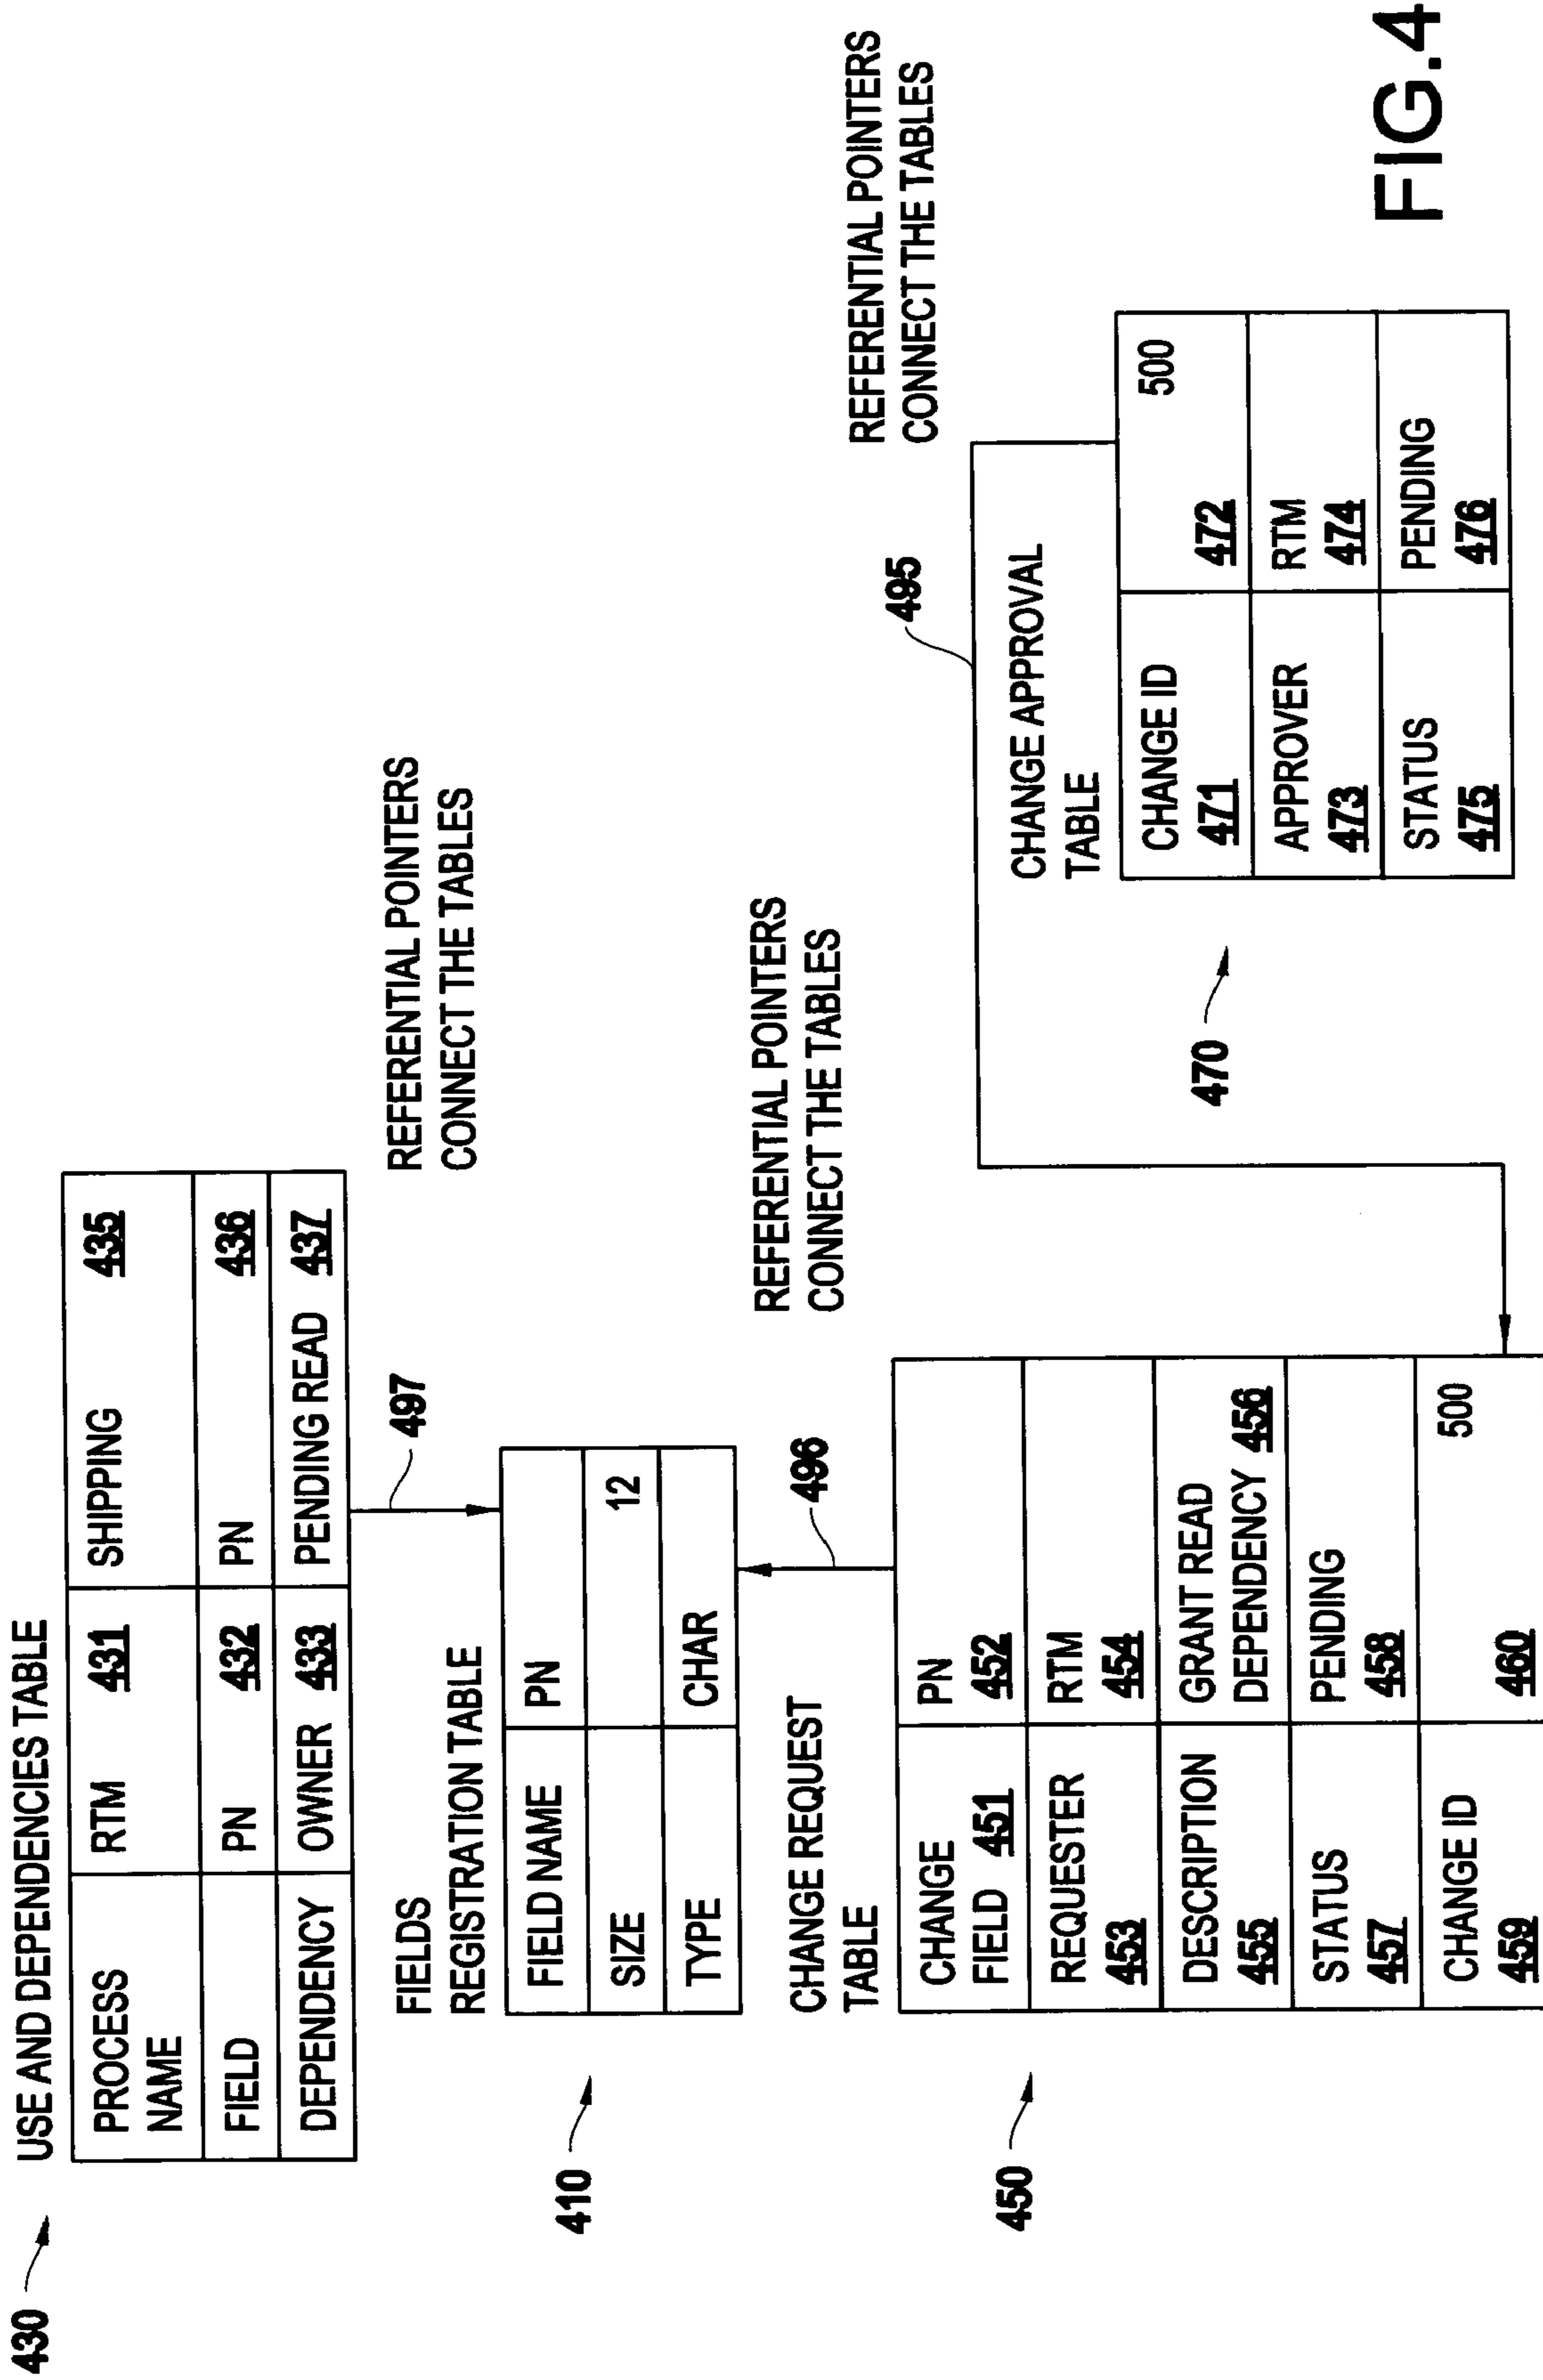 430
USE AND DEPENDENCIES TABLE
PROCESS NAME
RTM 431
SHIPPING 435
FIELD
PN 432
PN 436
DEPENDENCY
OWNER 433
PENDING READ 437
497
REFERENTIAL POINTERS
CONNECT THE TABLES
410
FIELDS
REGISTRATION TABLE
FIELD NAME
PN
SIZE
12
TYPE
CHAR
496
REFERENTIAL POINTERS
CONNECT THE TABLES
450
CHANGE REQUEST
TABLE
CHANGE
FIELD 451
PN
452
REQUESTER
453
RTM
454
DESCRIPTION
455
GRANT READ
DEPENDENCY 456
STATUS
457
PENDING
458
CHANGE ID
459
500
460
495
REFERENTIAL POINTERS
CONNECT THE TABLES
470
CHANGE APPROVAL
TABLE
CHANGE ID
471
500
472
APPROVER
473
RTM
474
STATUS
475
PENDING
476
FIG.4